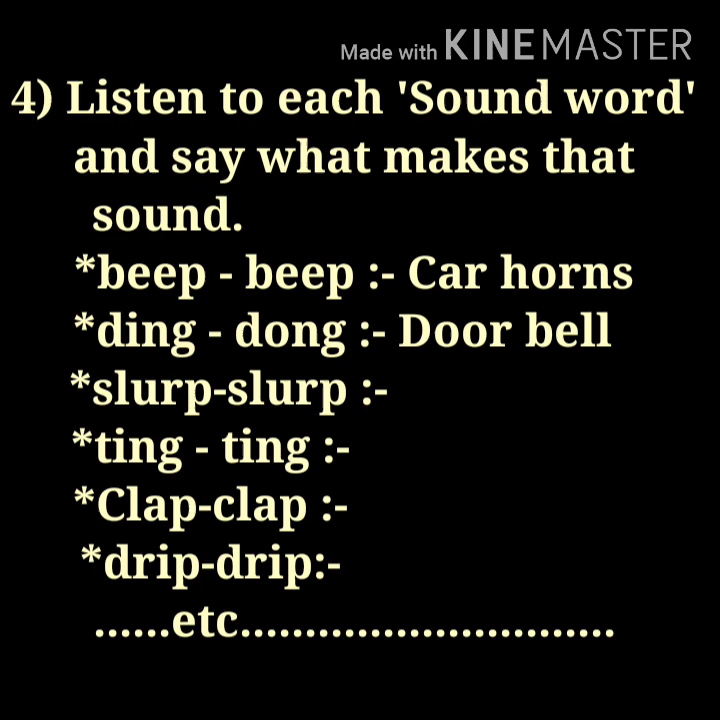 Made with KINEMASTER
4) Listen to each 'Sound word'
and say what makes that
sound.
*beep - beep :- Car horns
*ding - dong :- Door bell
*slurp-slurp :-
*ting - ting :-
*Clap-clap :-
*drip-drip:-
......etc.............................